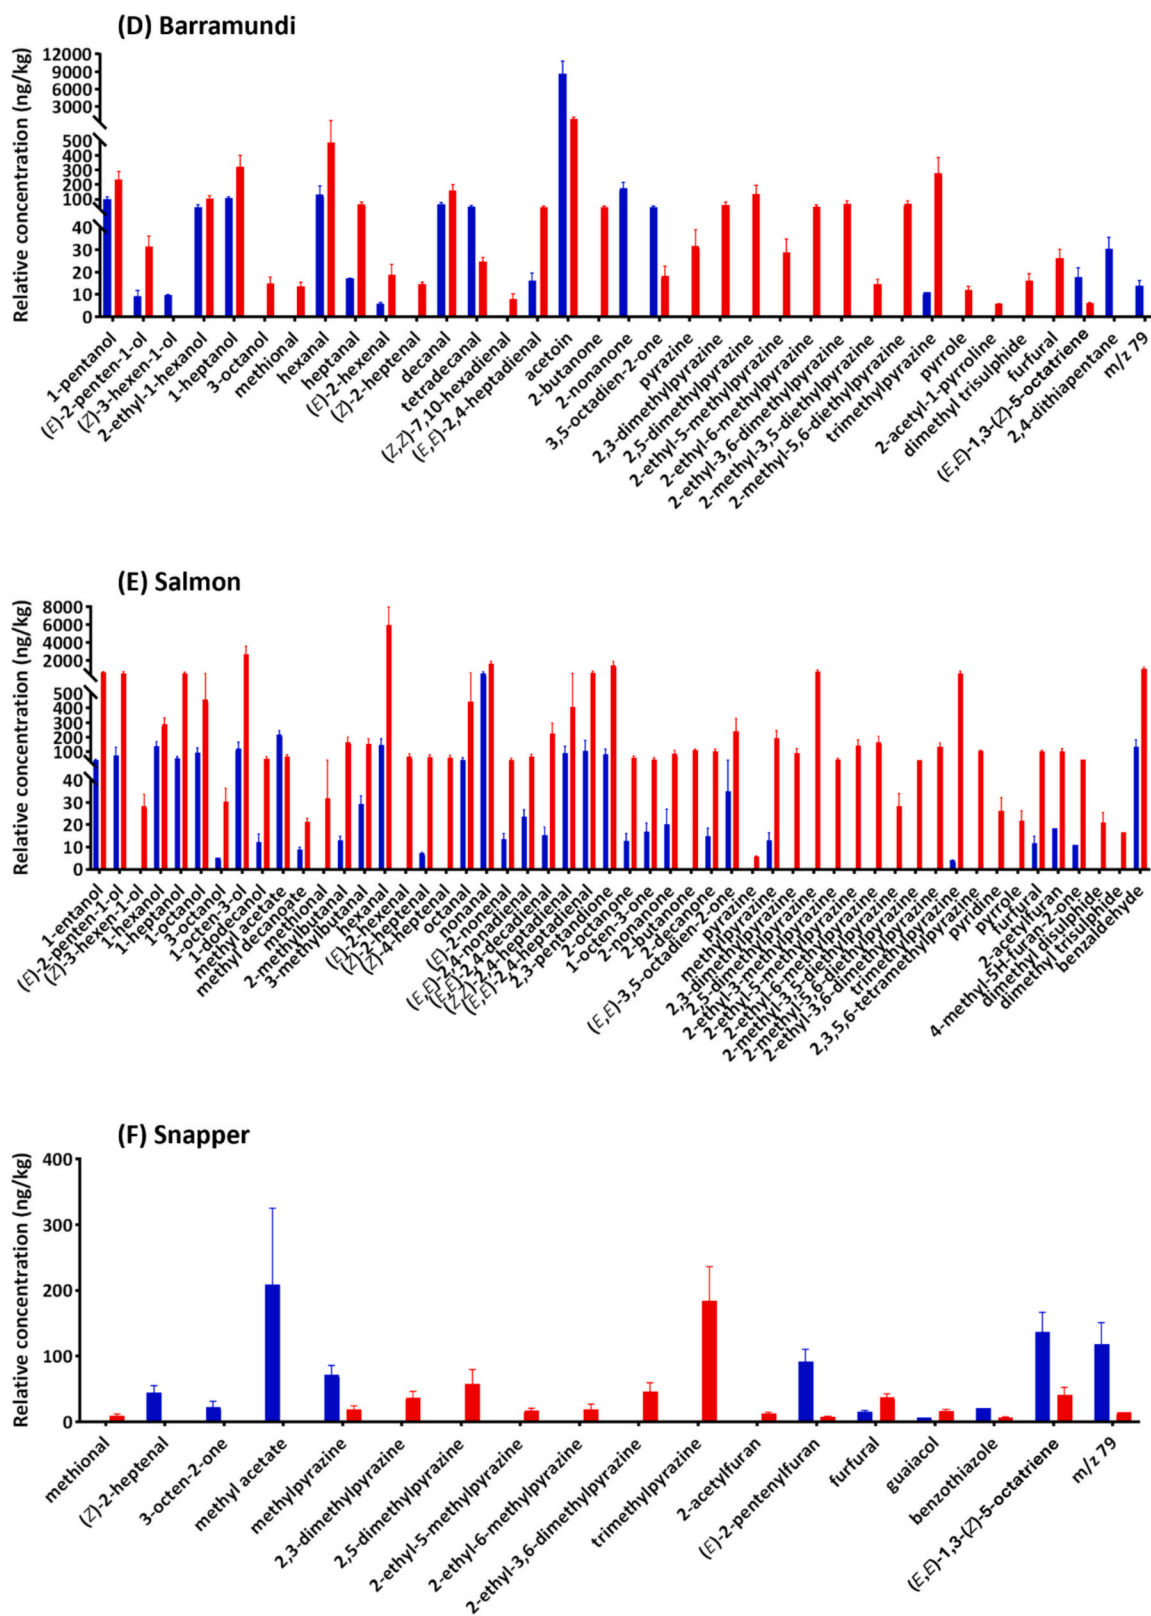 (D) Barramundi
Relative concentration (ng/kg)
12000
9000
6000
3000
500
400
300
200
100
40
30
20
10
0
1-pentanol
(E)-2-penten-1-ol
(Z)-3-hexen-1-ol
2-ethyl-1-hexanol
1-heptanol
3-octanol
methional
hexanal
heptanal
(E)-2-hexenal
(Z)-2-heptenal
decanal
tetradecanal
(Z,Z)-7,10-hexadienal
(E,E)-2,4-heptadienal
acetoin
2-butanone
2-nonanone
3,5-octadien-2-one
pyrazine
2,3-dimethylpyrazine
2,5-dimethylpyrazine
2-ethyl-5-methylpyrazine
2-ethyl-6-methylpyrazine
2-ethyl-3,6-dimethylpyrazine
2-methyl-3,5-diethylpyrazine
2-methyl-5,6-diethylpyrazine
trimethylpyrazine
pyrrole
2-acetyl-1-pyrroline
dimethyl trisulphide
furfural
(E,E)-1,3-(Z)-5-octatriene
2,4-dithiapentane
m/z 79
(E) Salmon
Relative concentration (ng/kg)
8000
6000
4000
2000
500
400
300
200
100
40
30
20
10
0
1-pentanol
(E)-2-penten-1-ol
(Z)-3-hexen-1-ol
1-hexanol
1-heptanol
1-octanol
3-octanol
1-octen-3-ol
1-dodecanol
methyl acetate
methyl decanoate
methional
2-methylbutanal
3-methylbutanal
hexanal
(E)-2-hexenal
(Z)-2-heptenal
(Z)-4-heptenal
octanal
nonanal
(E)-2-nonenal
(E,E)-2,4-nonadienal
(E,E)-2,4-decadienal
(Z,E)-2,4-heptadienal
(E,E)-2,4-heptadienal
2,3-pentandione
2-octanone
1-octen-3-one
2-nonanone
2-butanone
2-decanone
(E,E)-3,5-octadien-2-one
pyrazine
methylpyrazine
2,3-dimethylpyrazine
2,5-dimethylpyrazine
2-ethyl-3-methylpyrazine
2-ethyl-5-methylpyrazine
2-ethyl-6-methylpyrazine
2-methyl-3,5-diethylpyrazine
2-methyl-5,6-diethylpyrazine
2-ethyl-3,6-dimethylpyrazine
trimethylpyrazine
2,3,5,6-tetramethylpyrazine
pyridine
pyrrole
furfural
2-acetylfuran
4-methyl-5H-furan-2-one
dimethyl disulphide
dimethyl trisulphide
benzaldehyde
(F) Snapper
Relative concentration (ng/kg)
400
300
200
100
0
methional
(Z)-2-heptenal
3-octen-2-one
methyl acetate
methylpyrazine
2,3-dimethylpyrazine
2,5-dimethylpyrazine
2-ethyl-5-methylpyrazine
2-ethyl-6-methylpyrazine
2-ethyl-3,6-dimethylpyrazine
trimethylpyrazine
2-acetylfuran
(E)-2-pentenylfuran
furfural
guaiacol
benzothiazole
(E,E)-1,3-(Z)-5-octatriene
m/z 79